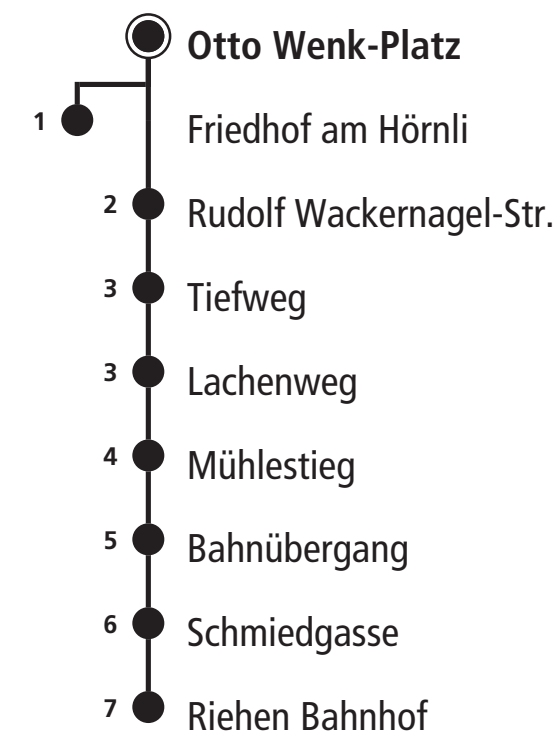 Otto Wenk-Platz
1 Friedhof am Hörnli
2 Rudolf Wackernagel-Str.
3 Tiefweg
3 Lachenweg
4 Mühlestieg
5 Bahnübergang
6 Schmiedgasse
7 Riehen Bahnhof